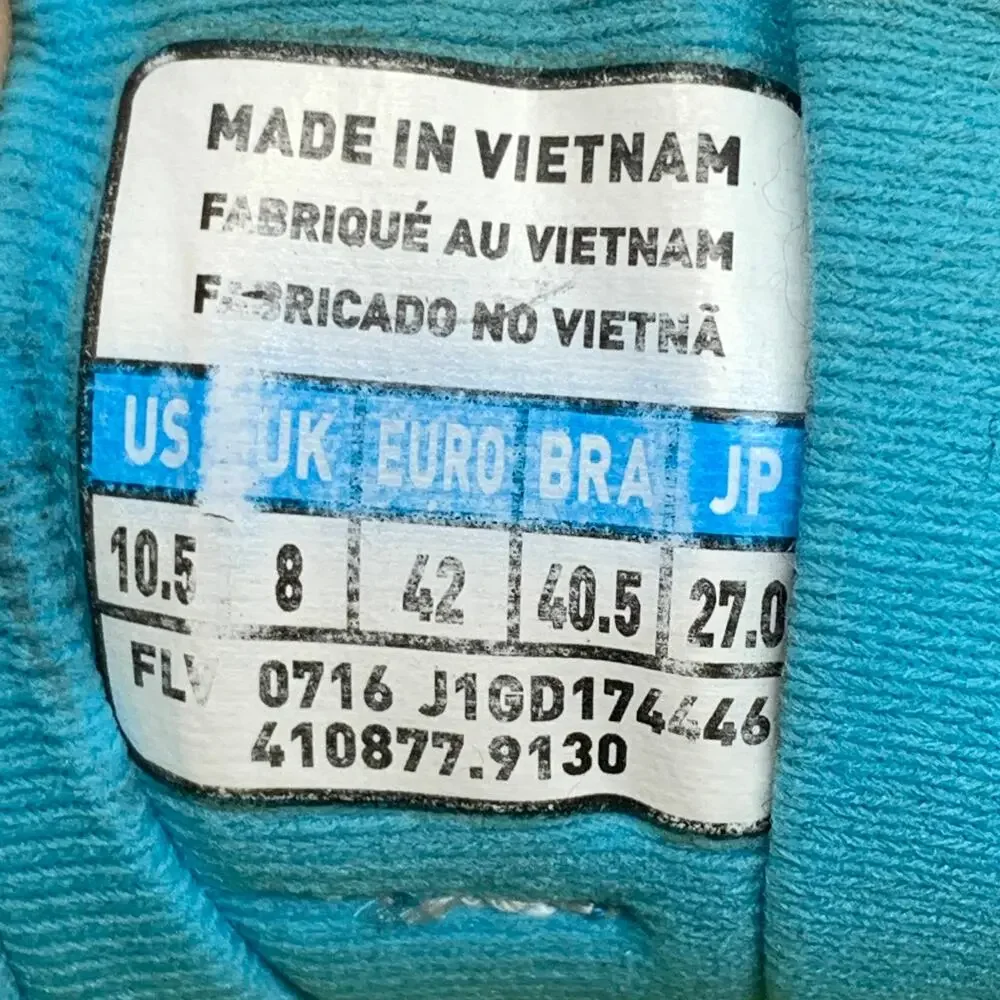 MADE IN VIETNAM
FABRIQUÉ AU VIETNAM
FABRICADO NO VIETNÃ
US UK EURO BRA JP
10.5 8 42 40.5 27.0
FLV 0716 J1GD174446
410877.9130